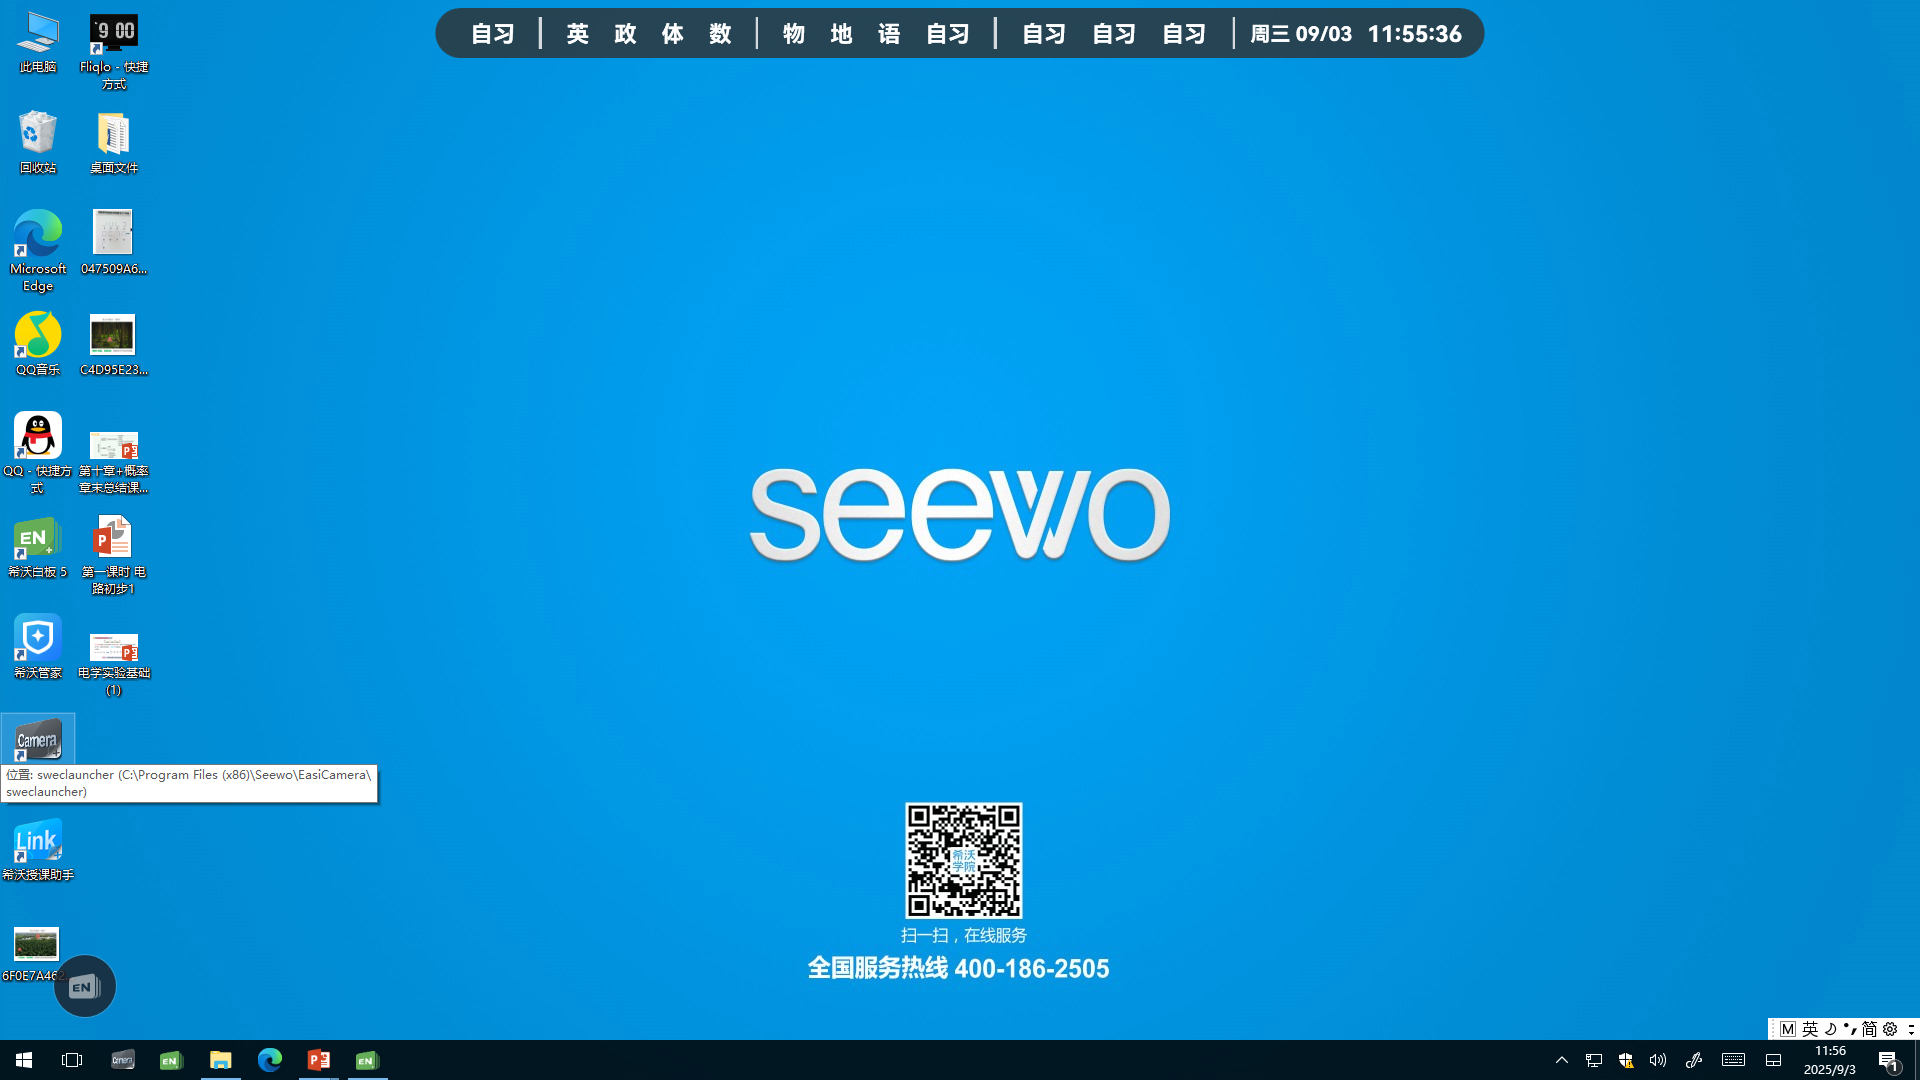 自习 | 英 政 体 数 | 物 地 语 自习 | 自习 自习 自习 | 周三 09/03 11:55:36
此电脑
9 00
Fliqlo - 快捷
方式
回收站
桌面文件
Microsoft
Edge
047509A6...
QQ音乐
C4D95E23...
QQ - 快捷方
式
第十章+概率
章末总结课...
EN
希沃白板 5
P
第一课时 电
路初步1
希沃管家
电学实验基础
(1)
Camera
位置: sweclauncher (C:\Program Files (x86)\Seewo\EasiCamera\
sweclauncher)
Link
希沃授课助手
6F0E7A462...
EN
seewo
希沃
学院
扫一扫，在线服务
全国服务热线 400-186-2505
M 英 简
Camera
EN
P
EN
11:56
2025/9/3
1